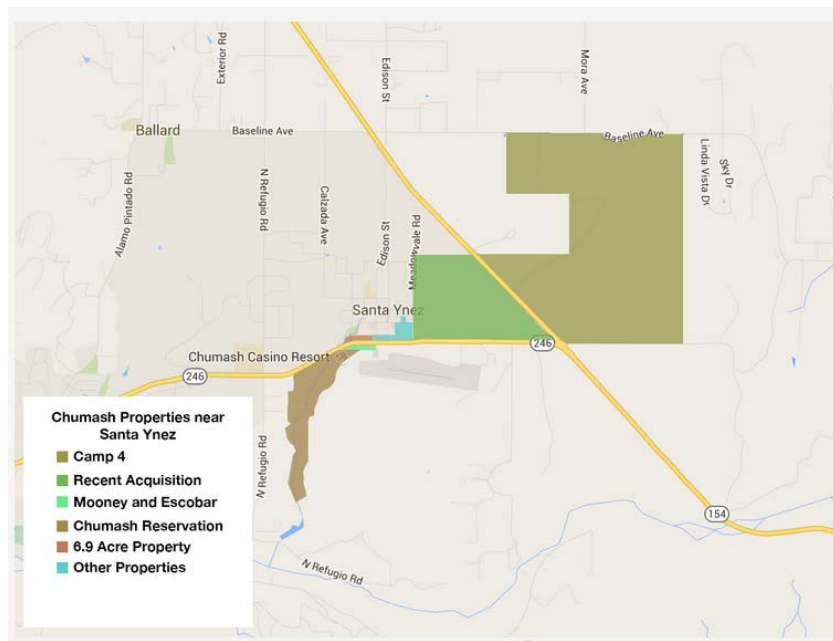 Exterior Rd
Edison St
Mora Ave
Ballard
Baseline Ave
Baseline Ave
Alamo Pintado Rd
N Refugio Rd
Calzada Ave
Edison St
Meadowvale Rd
Linda Vista Dr
Sky Dr
Santa Ynez
Chumash Casino Resort
246
246
Chumash Properties near
Santa Ynez
Camp 4
Recent Acquisition
Mooney and Escobar
Chumash Reservation
6.9 Acre Property
Other Properties
N Refugio Rd
154
N Refugio Rd